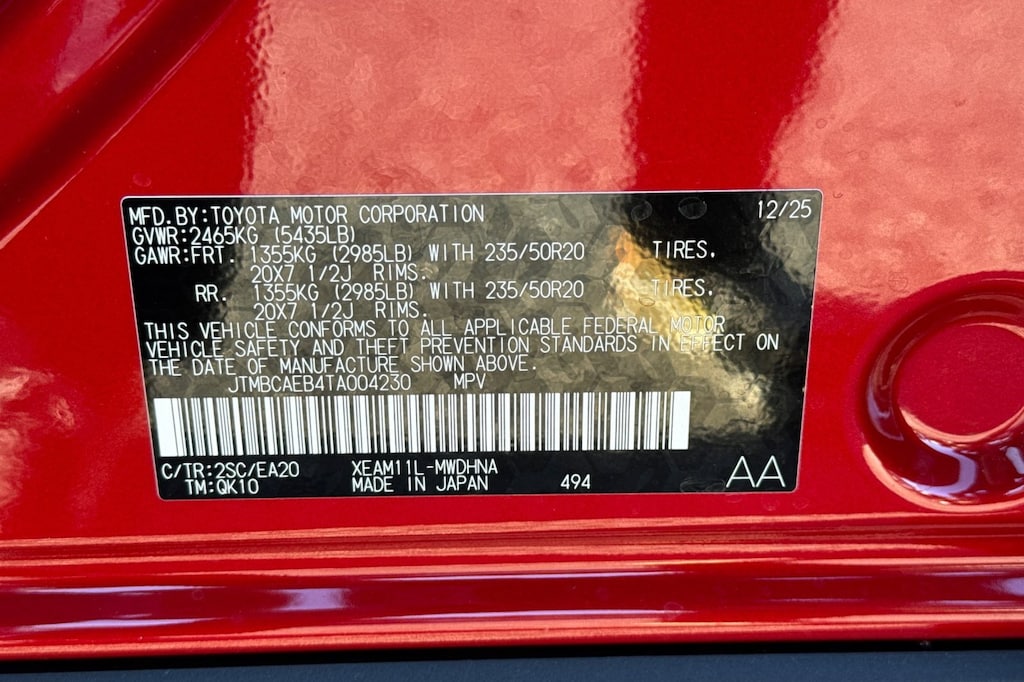 MFD.BY:TOYOTA MOTOR CORPORATION 12/25
GVWR:2465KG (5435LB)
GAWR:FRT. 1355KG (2985LB) WITH 235/50R20 TIRES.
20X7 1/2J RIMS.
RR. 1355KG (2985LB) WITH 235/50R20 TIRES.
20X7 1/2J RIMS.
THIS VEHICLE CONFORMS TO ALL APPLICABLE FEDERAL MOTOR
VEHICLE SAFETY AND THEFT PREVENTION STANDARDS IN EFFECT ON
THE DATE OF MANUFACTURE SHOWN ABOVE.
JTMBCAEB4TA004230 MPV
C/TR:2SC/EA20 XEAM11L-MWDHNA
TM:QK10 MADE IN JAPAN 494 AA